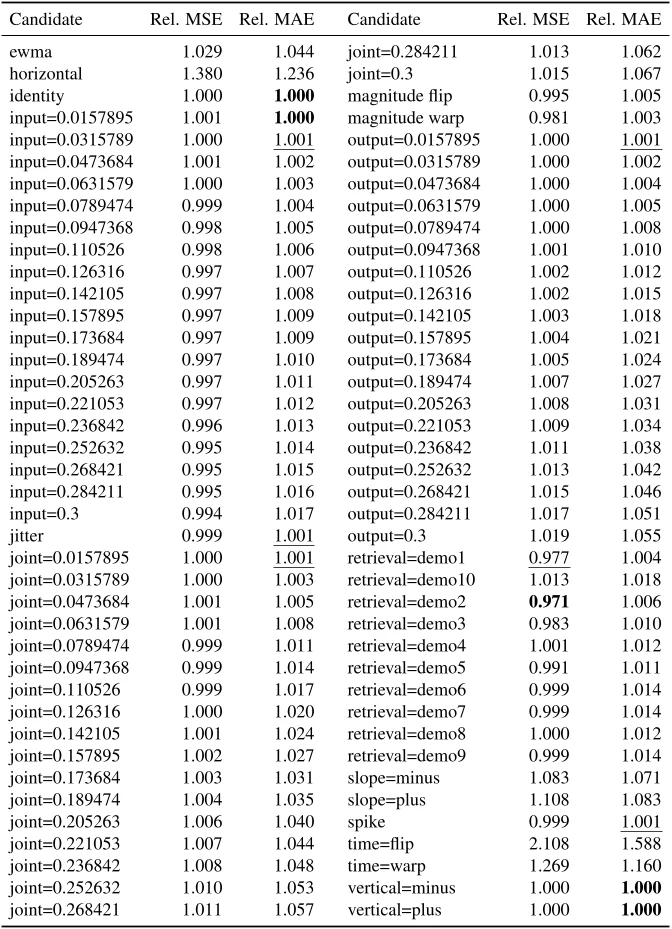 Candidate Rel. MSE Rel. MAE Candidate Rel. MSE Rel. MAE
ewma 1.029 1.044 joint=0.284211 1.013 1.062
horizontal 1.380 1.236 joint=0.3 1.015 1.067
identity 1.000 1.000 magnitude flip 0.995 1.005
input=0.0157895 1.001 1.000 magnitude warp 0.981 1.003
input=0.0315789 1.000 1.001 output=0.0157895 1.000 1.001
input=0.0473684 1.001 1.002 output=0.0315789 1.000 1.002
input=0.0631579 1.000 1.003 output=0.0473684 1.000 1.004
input=0.0789474 0.999 1.004 output=0.0631579 1.000 1.005
input=0.0947368 0.998 1.005 output=0.0789474 1.000 1.008
input=0.110526 0.998 1.006 output=0.0947368 1.001 1.010
input=0.126316 0.997 1.007 output=0.110526 1.002 1.012
input=0.142105 0.997 1.008 output=0.126316 1.002 1.015
input=0.157895 0.997 1.009 output=0.142105 1.003 1.018
input=0.173684 0.997 1.009 output=0.157895 1.004 1.021
input=0.189474 0.997 1.010 output=0.173684 1.005 1.024
input=0.205263 0.997 1.011 output=0.189474 1.007 1.027
input=0.221053 0.997 1.012 output=0.205263 1.008 1.031
input=0.236842 0.996 1.013 output=0.221053 1.009 1.034
input=0.252632 0.995 1.014 output=0.236842 1.011 1.038
input=0.268421 0.995 1.015 output=0.252632 1.013 1.042
input=0.284211 0.995 1.016 output=0.268421 1.015 1.046
input=0.3 0.994 1.017 output=0.284211 1.017 1.051
jitter 0.999 1.001 output=0.3 1.019 1.055
joint=0.0157895 1.000 1.001 retrieval=demo1 0.977 1.004
joint=0.0315789 1.000 1.003 retrieval=demo10 1.013 1.018
joint=0.0473684 1.001 1.005 retrieval=demo2 0.971 1.006
joint=0.0631579 1.001 1.008 retrieval=demo3 0.983 1.010
joint=0.0789474 0.999 1.011 retrieval=demo4 1.001 1.012
joint=0.0947368 0.999 1.014 retrieval=demo5 0.991 1.011
joint=0.110526 0.999 1.017 retrieval=demo6 0.999 1.014
joint=0.126316 1.000 1.020 retrieval=demo7 0.999 1.014
joint=0.142105 1.001 1.024 retrieval=demo8 1.000 1.012
joint=0.157895 1.002 1.027 retrieval=demo9 0.999 1.014
joint=0.173684 1.003 1.031 slope=minus 1.083 1.071
joint=0.189474 1.004 1.035 slope=plus 1.108 1.083
joint=0.205263 1.006 1.040 spike 0.999 1.001
joint=0.221053 1.007 1.044 time=flip 2.108 1.588
joint=0.236842 1.008 1.048 time=warp 1.269 1.160
joint=0.252632 1.010 1.053 vertical=minus 1.000 1.000
joint=0.268421 1.011 1.057 vertical=plus 1.000 1.000